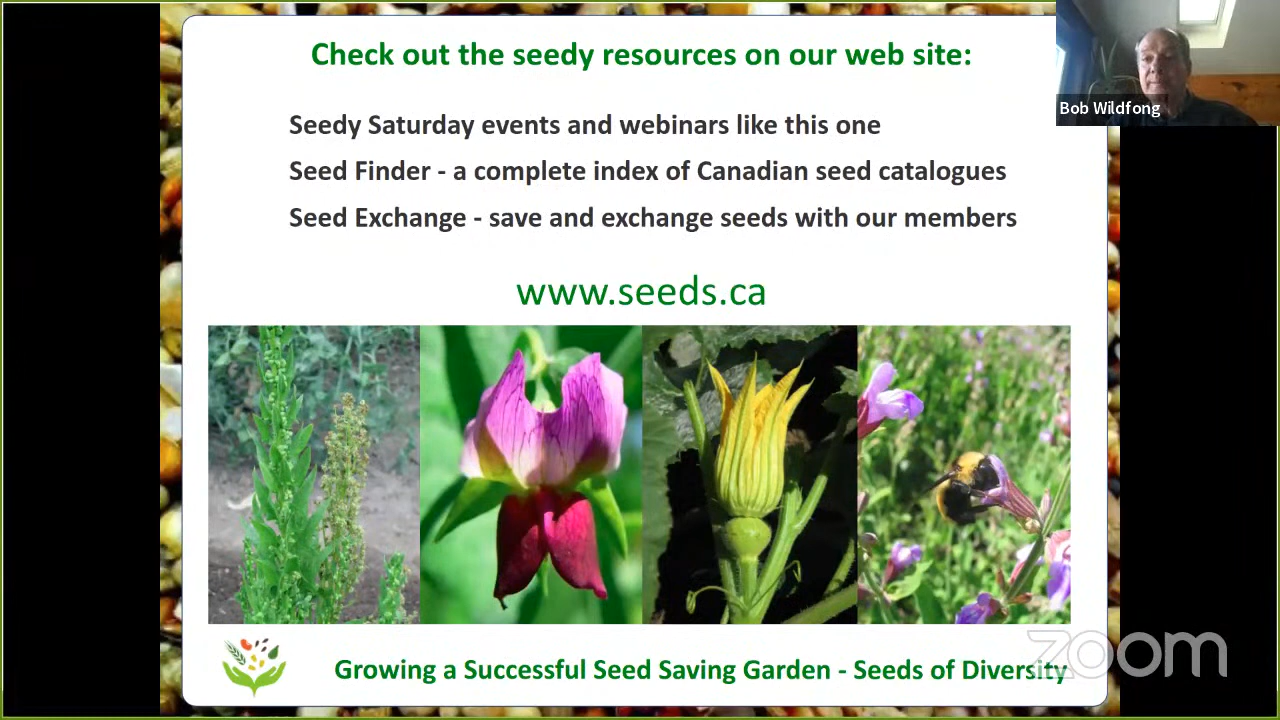 Check out the seedy resources on our web site:
Bob Wildfong
Seedy Saturday events and webinars like this one
Seed Finder - a complete index of Canadian seed catalogues
Seed Exchange - save and exchange seeds with our members
www.seeds.ca
Growing a Successful Seed Saving Garden - Seeds of Diversity
zoom